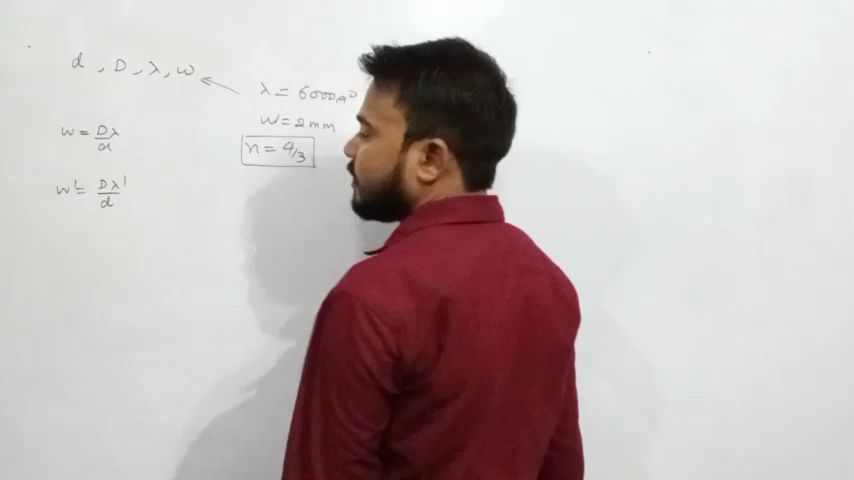 d , D , λ , w
λ = 6000A°
w = 2mm
n = 4/3
w = Dλ/d
w' = Dλ'/d